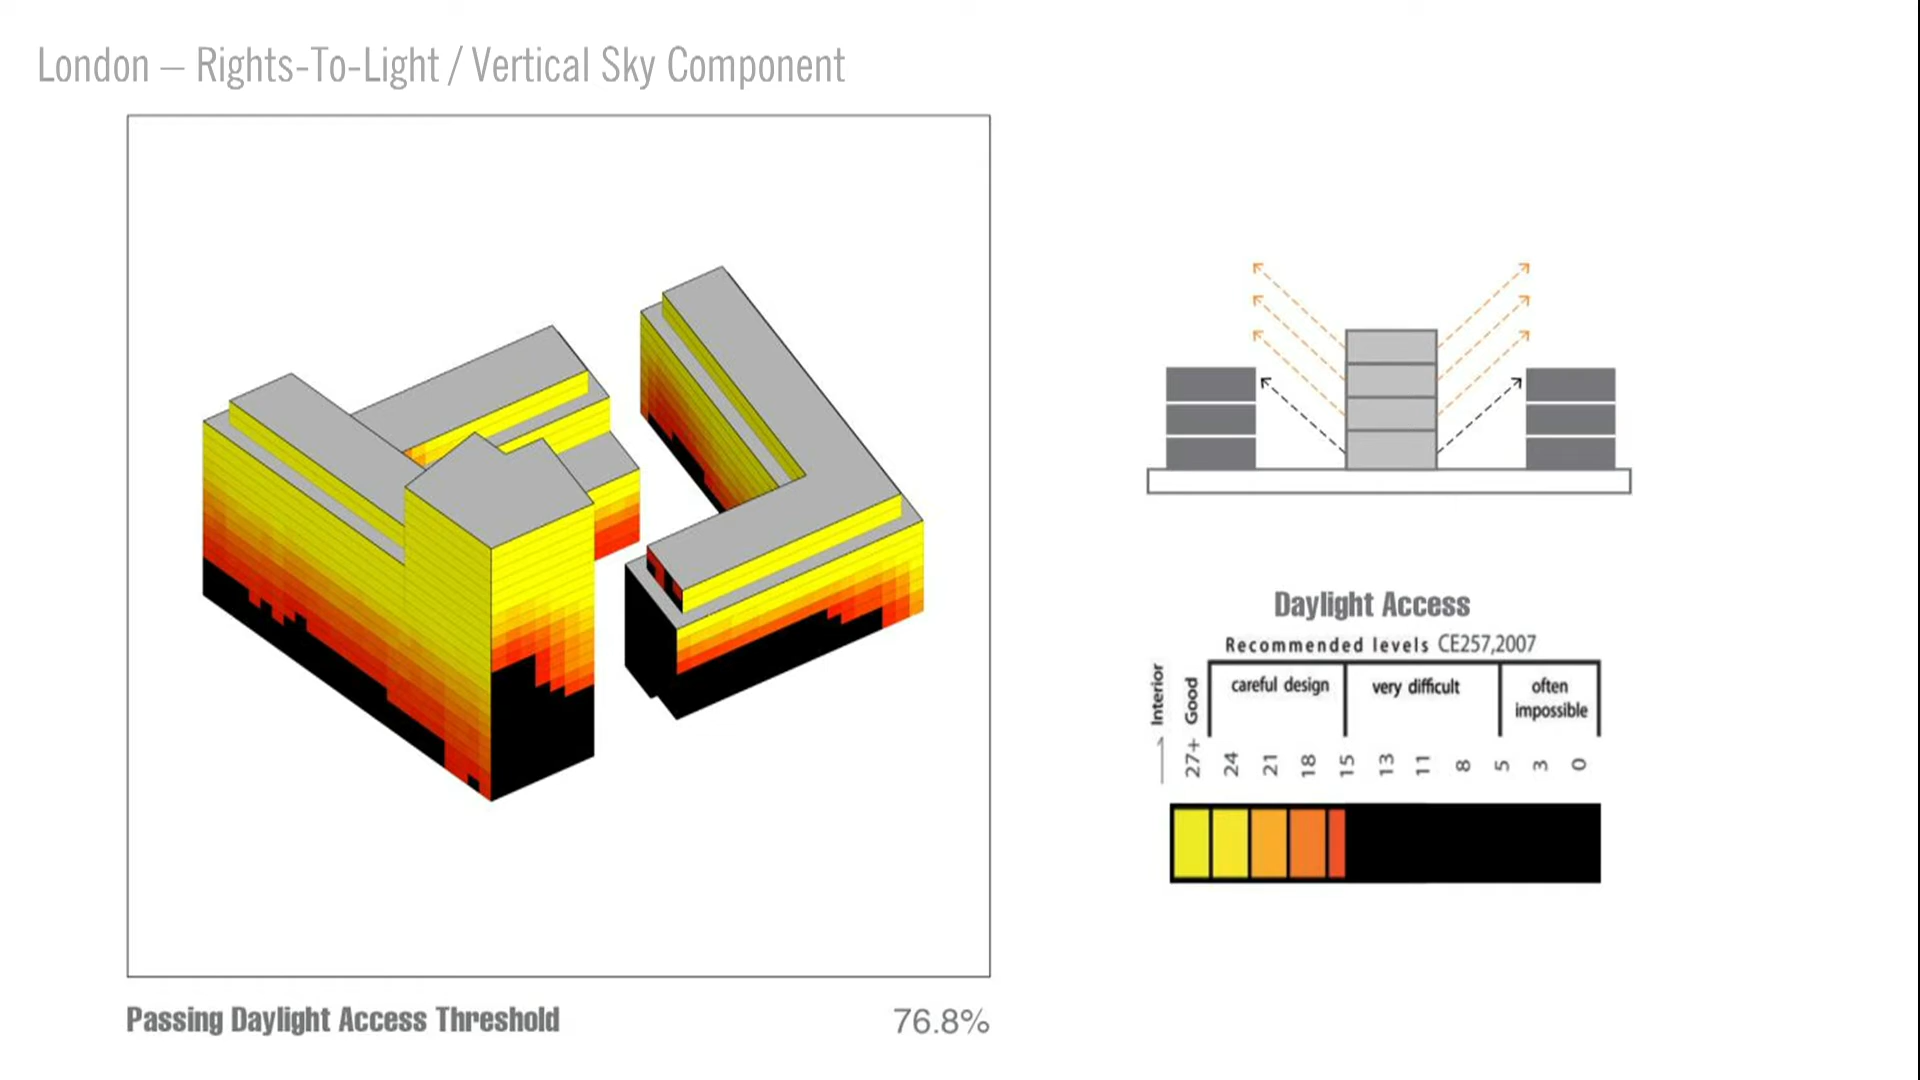 London – Rights-To-Light / Vertical Sky Component
Daylight Access
Recommended levels CE257,2007
Interior
Good
careful design
very difficult
often
impossible
27+ 24 21 18 15 13 11 8 5 3 0
Passing Daylight Access Threshold 76.8%